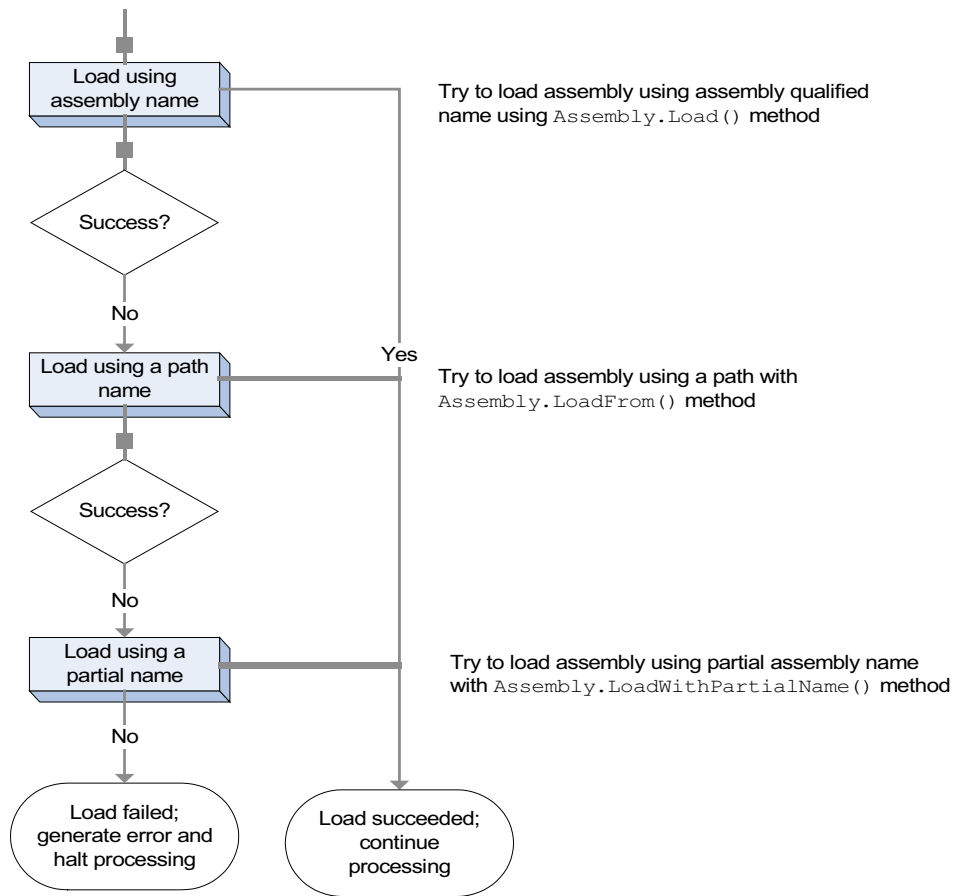 Load using
assembly name
Try to load assembly using assembly qualified
name using Assembly.Load() method
Success?
No
Yes
Load using a path
name
Try to load assembly using a path with
Assembly.LoadFrom() method
Success?
No
Load using a
partial name
Try to load assembly using partial assembly name
with Assembly.LoadWithPartialName() method
No
Load failed;
generate error and
halt processing
Load succeeded;
continue
processing